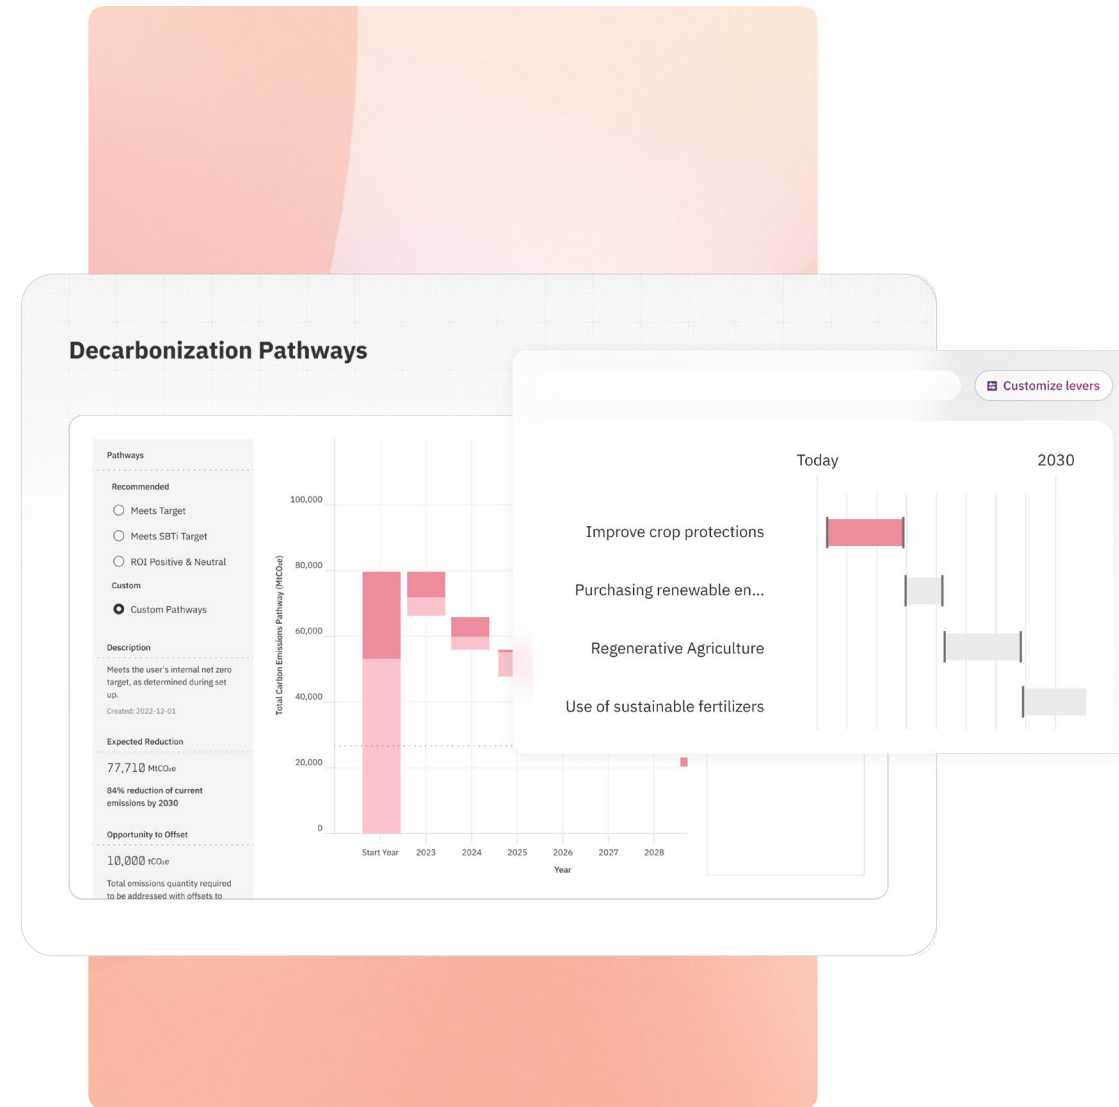 Decarbonization Pathways
Customize levers
Pathways
Recommended
Meets Target
Meets SBTi Target
ROI Positive & Neutral
Custom
Custom Pathways
Description
Meets the user's internal net zero
target, as determined during set
up.
Created: 2022-12-01
Expected Reduction
77,710 MtCO₂e
84% reduction of current
emissions by 2030
Opportunity to Offset
10,000 tCO₂e
Total emissions quantity required
to be addressed with offsets to
Total Carbon Emissions Pathway (MtCO₂e)
100,000
80,000
60,000
40,000
20,000
0
Start Year 2023 2024 2025 2026 2027 2028
Year
Today 2030
Improve crop protections
Purchasing renewable en...
Regenerative Agriculture
Use of sustainable fertilizers